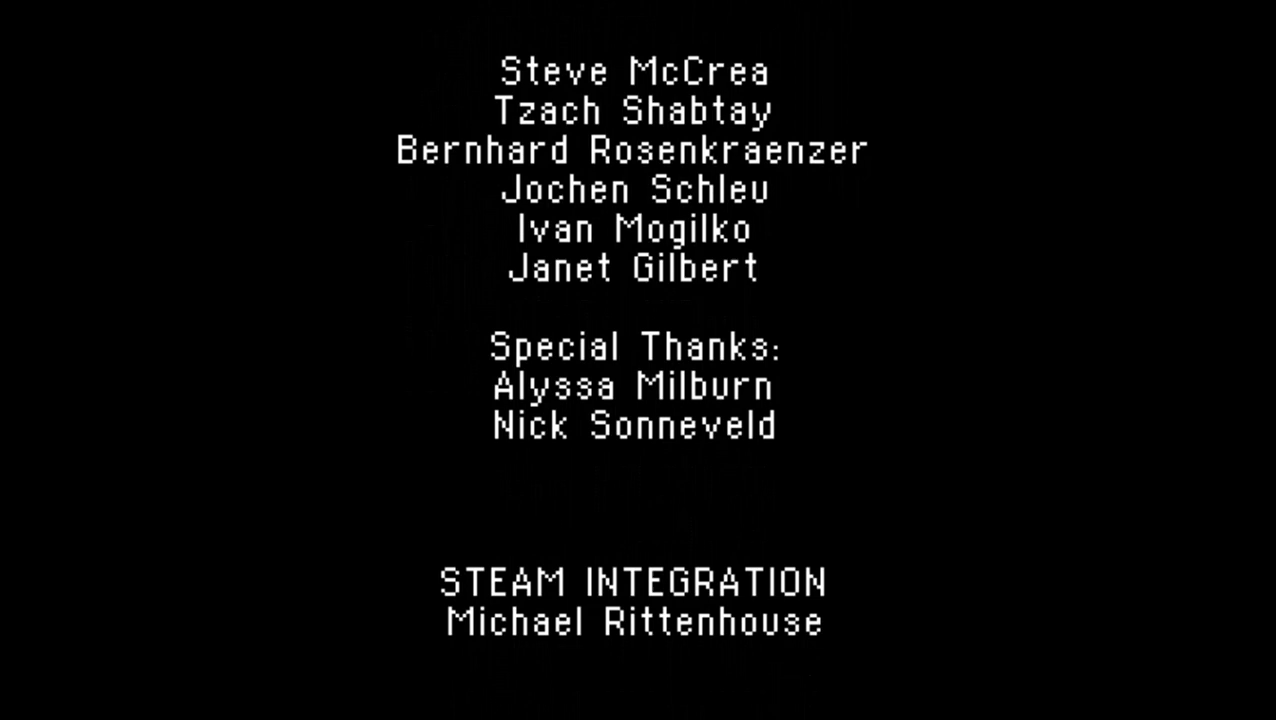 Steve McCrea
Tzach Shabtay
Bernhard Rosenkraenzer
Jochen Schleu
Ivan Mogilko
Janet Gilbert
Special Thanks:
Alyssa Milburn
Nick Sonneveld
STEAM INTEGRATION
Michael Rittenhouse